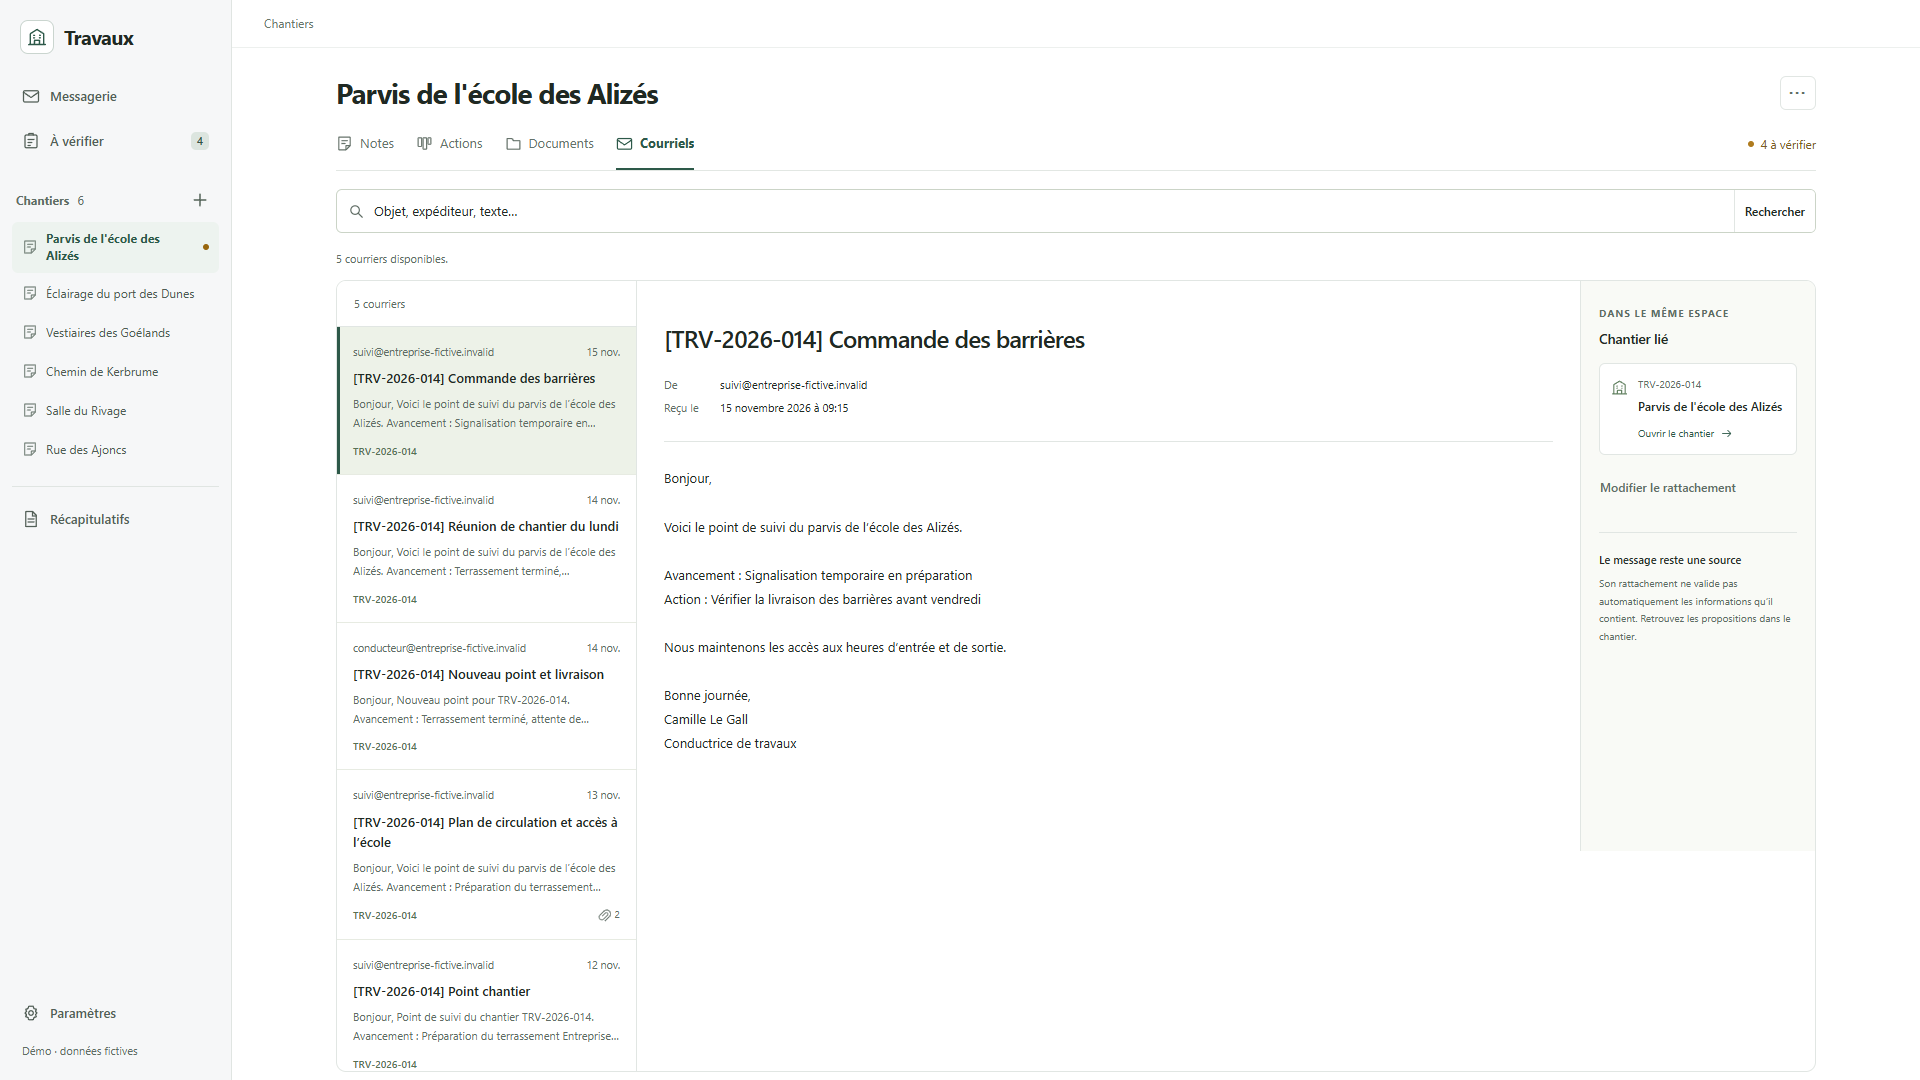 Travaux
Messagerie
À vérifier
4
Chantiers 6
Parvis de l'école des
Alizés
Éclairage du port des Dunes
Vestiaires des Goélands
Chemin de Kerbrume
Salle du Rivage
Rue des Ajoncs
Récapitulatifs
Paramètres
Démo · données fictives
Chantiers
Parvis de l'école des Alizés
Notes
Actions
Documents
Courriels
4 à vérifier
Objet, expéditeur, texte...
Rechercher
5 courriers disponibles.
5 courriers
suivi@entreprise-fictive.invalid
15 nov.
[TRV-2026-014] Commande des barrières
Bonjour, Voici le point de suivi du parvis de l’école des
Alizés. Avancement : Signalisation temporaire en...
TRV-2026-014
suivi@entreprise-fictive.invalid
14 nov.
[TRV-2026-014] Réunion de chantier du lundi
Bonjour, Voici le point de suivi du parvis de l’école des
Alizés. Avancement : Terrassement terminé,...
TRV-2026-014
conducteur@entreprise-fictive.invalid
14 nov.
[TRV-2026-014] Nouveau point et livraison
Bonjour, Nouveau point pour TRV-2026-014.
Avancement : Terrassement terminé, attente de...
TRV-2026-014
suivi@entreprise-fictive.invalid
13 nov.
[TRV-2026-014] Plan de circulation et accès à
l’école
Bonjour, Voici le point de suivi du parvis de l’école des
Alizés. Avancement : Préparation du terrassement...
TRV-2026-014
2
suivi@entreprise-fictive.invalid
12 nov.
[TRV-2026-014] Point chantier
Bonjour, Point de suivi du chantier TRV-2026-014.
Avancement : Préparation du terrassement Entreprise...
TRV-2026-014
[TRV-2026-014] Commande des barrières
De suivi@entreprise-fictive.invalid
Reçu le 15 novembre 2026 à 09:15
Bonjour,
Voici le point de suivi du parvis de l’école des Alizés.
Avancement : Signalisation temporaire en préparation
Action : Vérifier la livraison des barrières avant vendredi
Nous maintenons les accès aux heures d’entrée et de sortie.
Bonne journée,
Camille Le Gall
Conductrice de travaux
DANS LE MÊME ESPACE
Chantier lié
TRV-2026-014
Parvis de l'école des Alizés
Ouvrir le chantier →
Modifier le rattachement
Le message reste une source
Son rattachement ne valide pas
automatiquement les informations qu'il
contient. Retrouvez les propositions dans le
chantier.